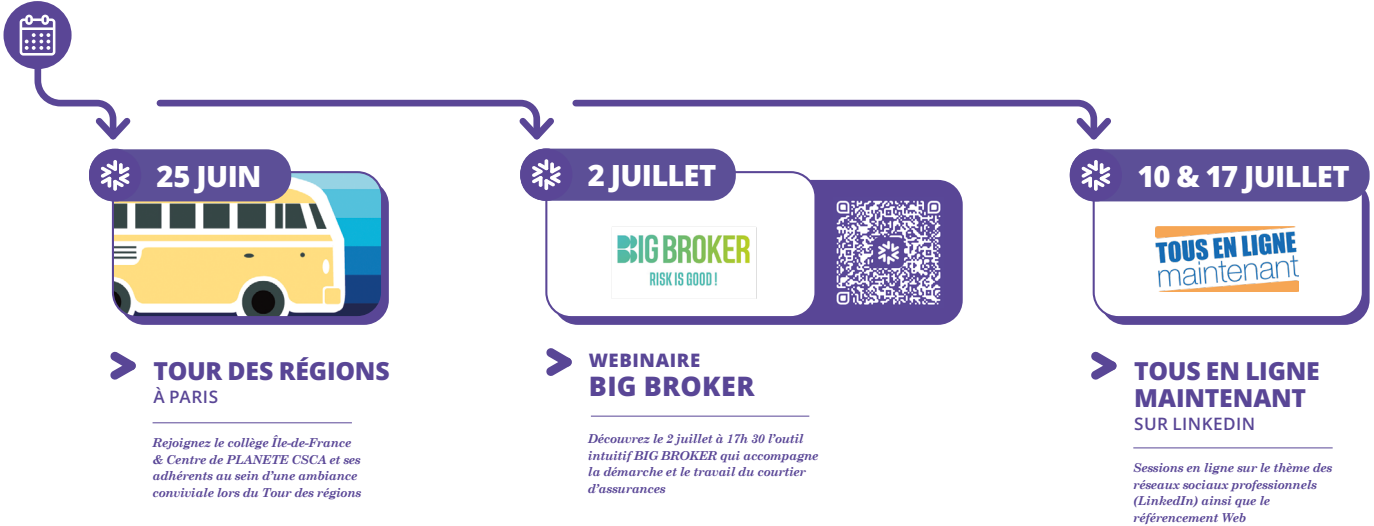 25 JUIN
TOUR DES RÉGIONS
À PARIS
Rejoignez le collège Île-de-France
& Centre de PLANETE CSCA et ses
adhérents au sein d'une ambiance
conviviale lors du Tour des régions
2 JUILLET
BIG BROKER
RISK IS GOOD !
WEBINAIRE
BIG BROKER
Découvrez le 2 juillet à 17h 30 l'outil
intuitif BIG BROKER qui accompagne
la démarche et le travail du courtier
d'assurances
10 & 17 JUILLET
TOUS EN LIGNE
maintenant
TOUS EN LIGNE
MAINTENANT
SUR LINKEDIN
Sessions en ligne sur le thème des
réseaux sociaux professionnels
(LinkedIn) ainsi que le
référencement Web